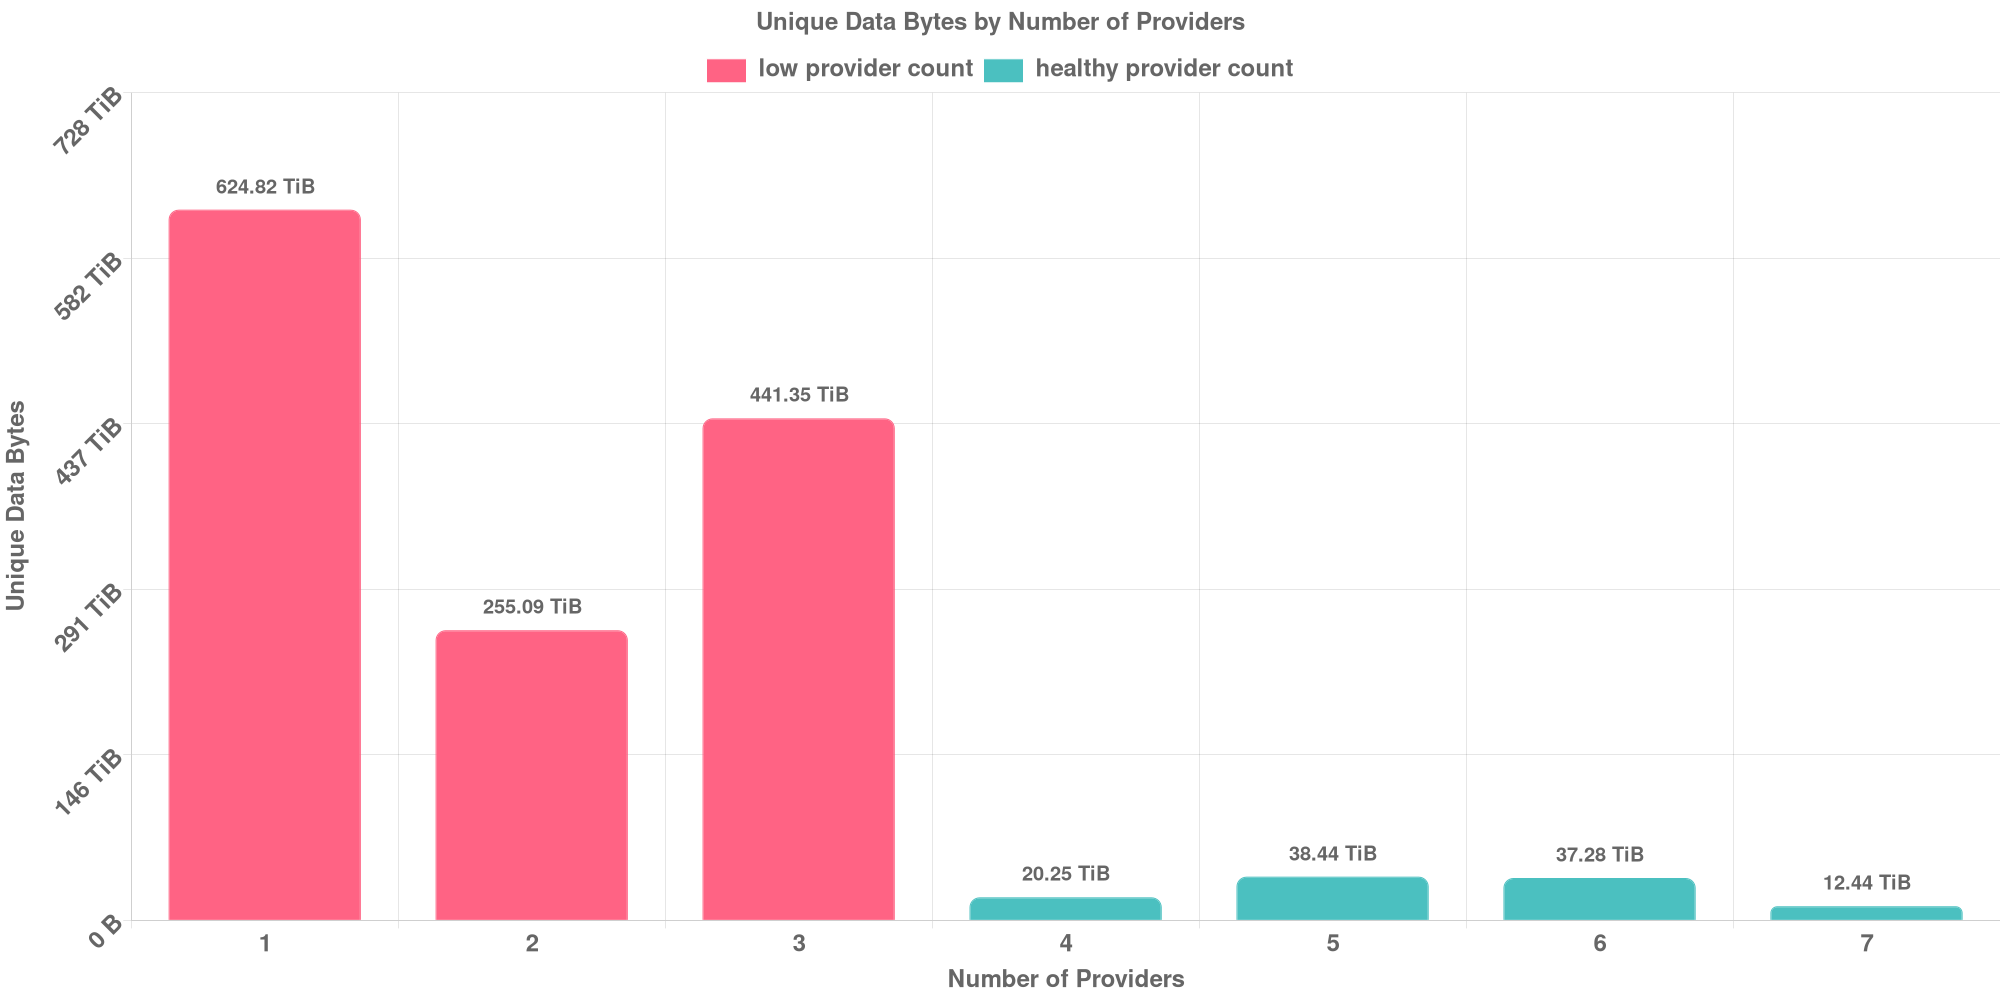 Unique Data Bytes by Number of Providers
low provider count
healthy provider count
728 TiB
582 TiB
437 TiB
291 TiB
146 TiB
0 B
Unique Data Bytes
624.82 TiB
255.09 TiB
441.35 TiB
20.25 TiB
38.44 TiB
37.28 TiB
12.44 TiB
1
2
3
4
5
6
7
Number of Providers